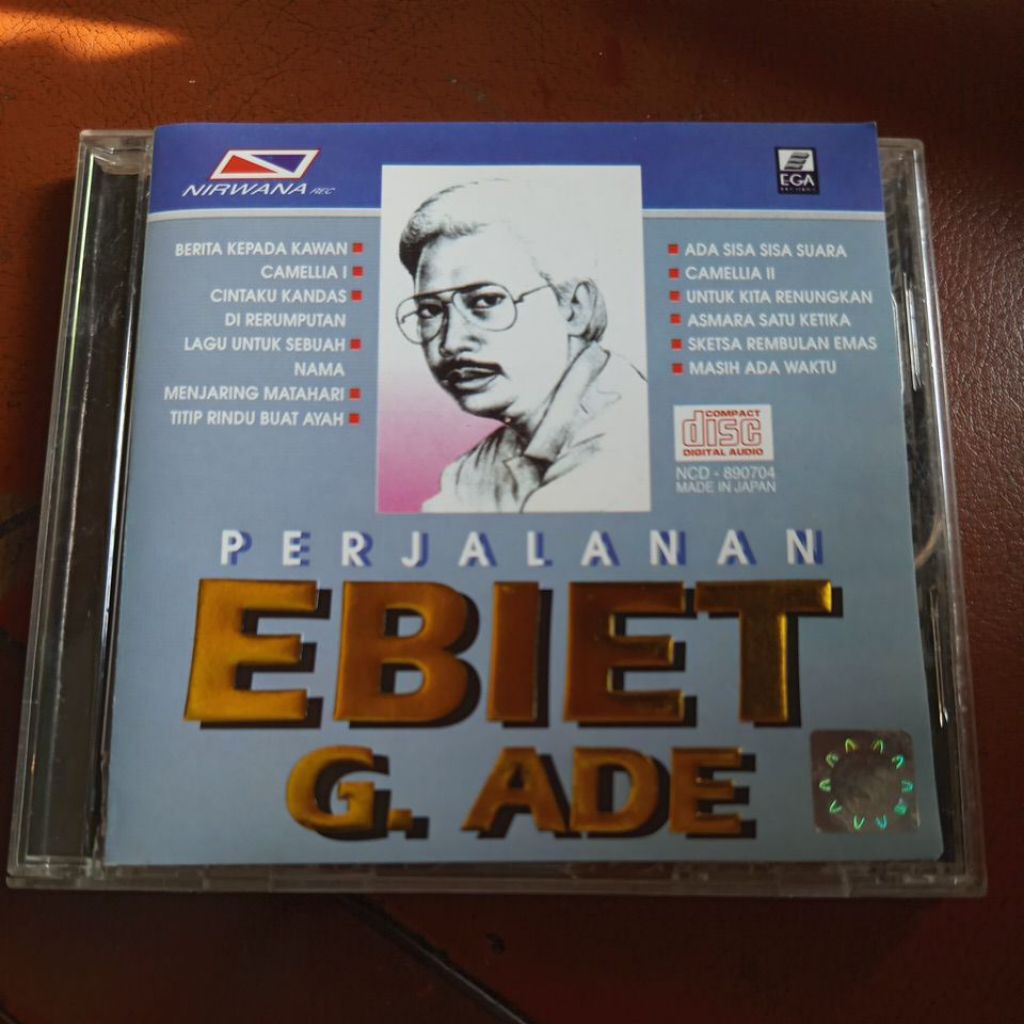 NIRWANA REC
EGA
BERITA KEPADA KAWAN
CAMELLIA I
CINTAKU KANDAS
DI RERUMPUTAN
LAGU UNTUK SEBUAH
NAMA
MENJARING MATAHARI
TITIP RINDU BUAT AYAH
ADA SISA SISA SUARA
CAMELLIA II
UNTUK KITA RENUNGKAN
ASMARA SATU KETIKA
SKETSA REMBULAN EMAS
MASIH ADA WAKTU
COMPACT
disc
DIGITAL AUDIO
NCD - 890704
MADE IN JAPAN
PERJALANAN
EBIET
G. ADE